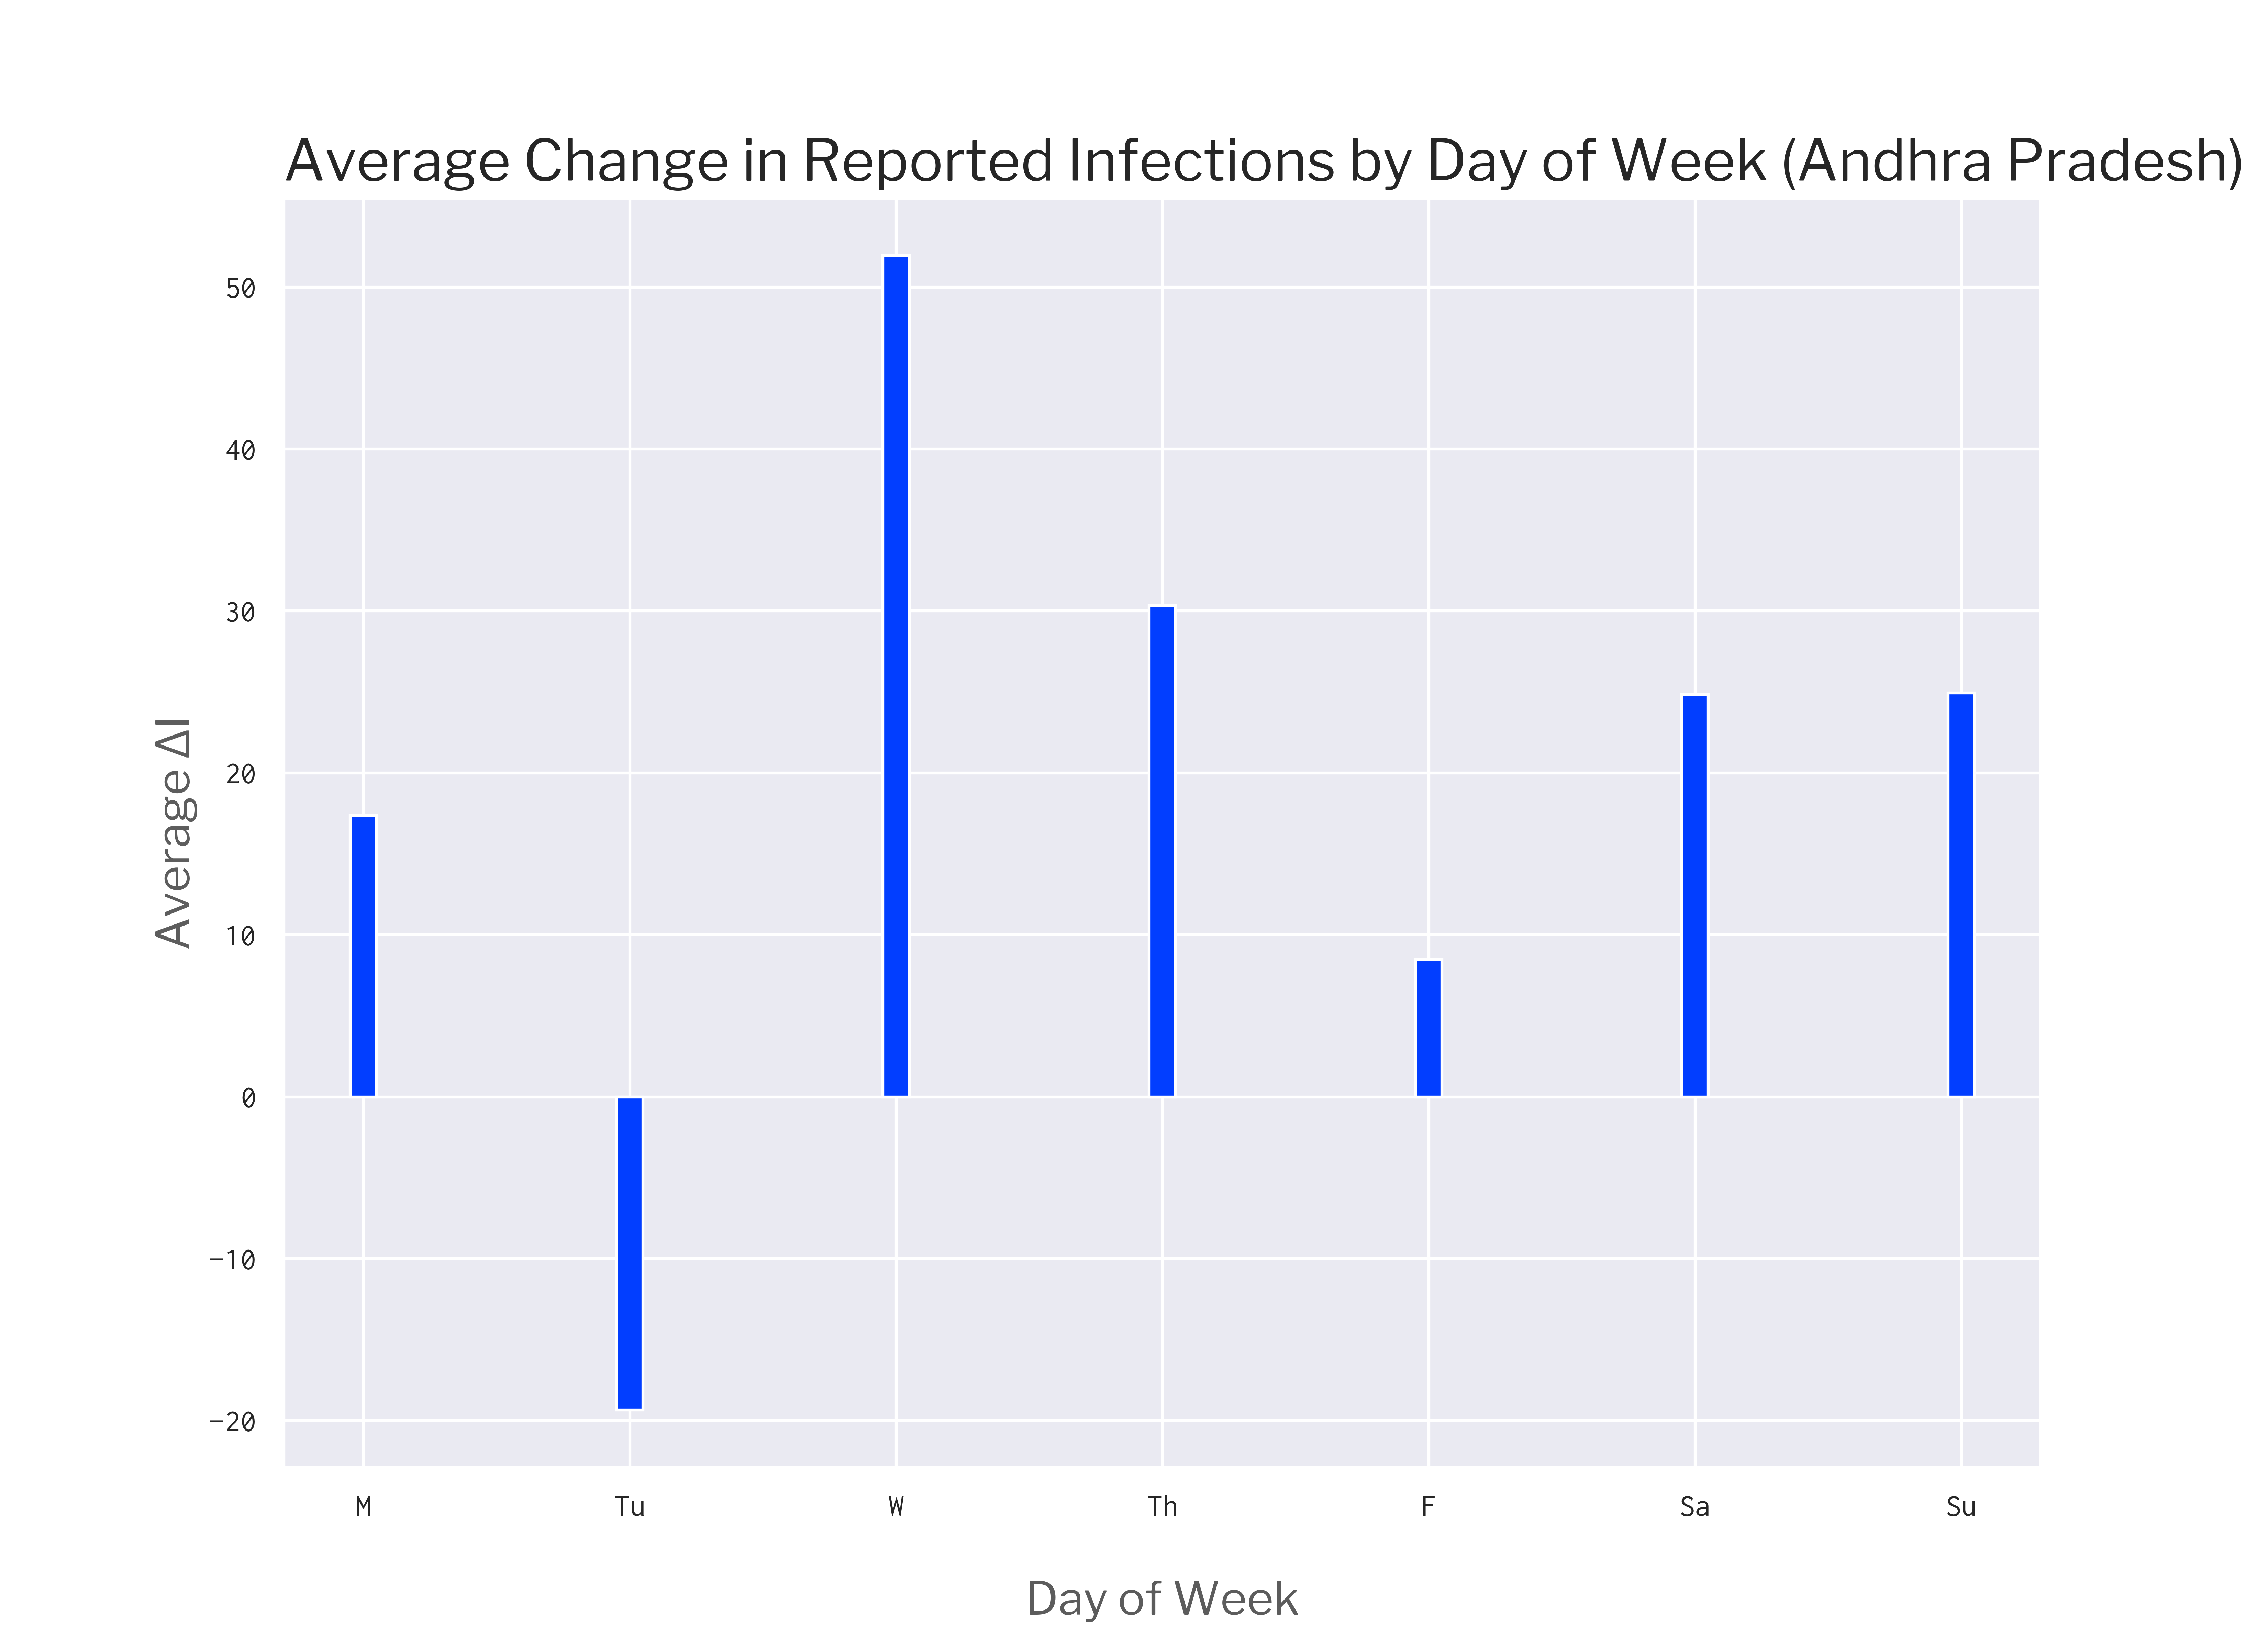 Average Change in Reported Infections by Day of Week (Andhra Pradesh)
50
40
30
20
10
0
−10
−20
Average ΔI
M Tu W Th F Sa Su
Day of Week